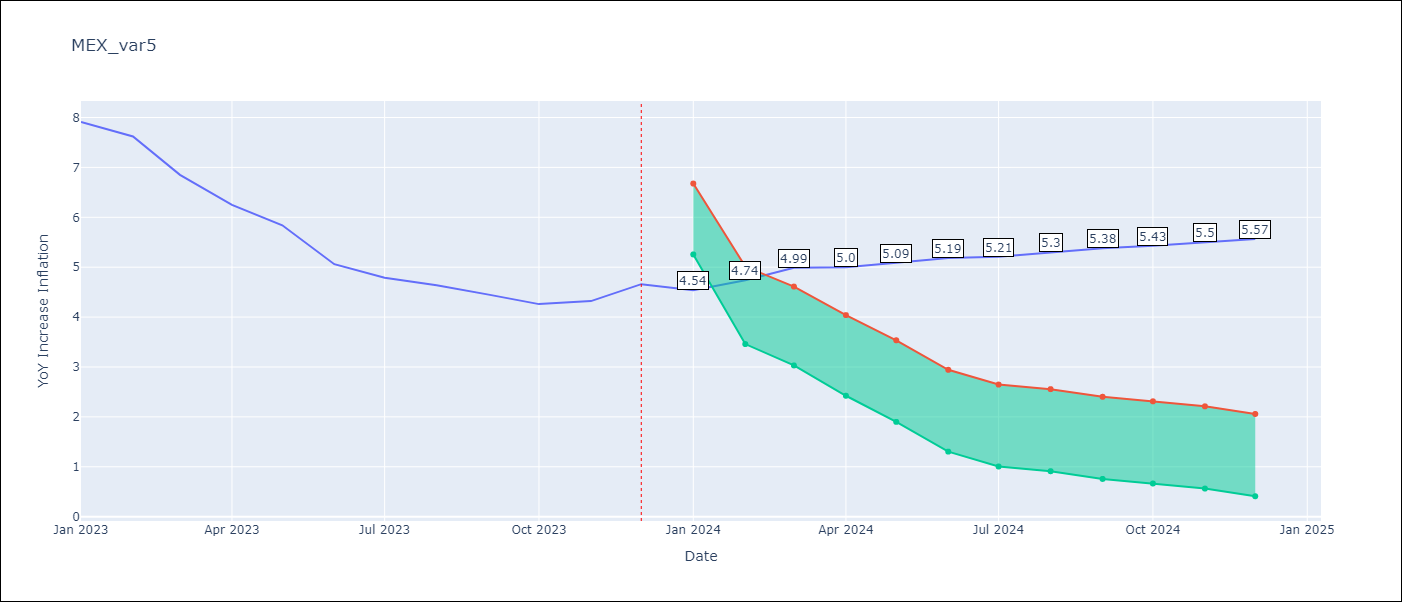 MEX_var5
YoY Increase Inflation
8
7
6
5
4
3
2
1
0
4.54
4.74
4.99
5.0
5.09
5.19
5.21
5.3
5.38
5.43
5.5
5.57
Jan 2023
Apr 2023
Jul 2023
Oct 2023
Jan 2024
Apr 2024
Jul 2024
Oct 2024
Jan 2025
Date